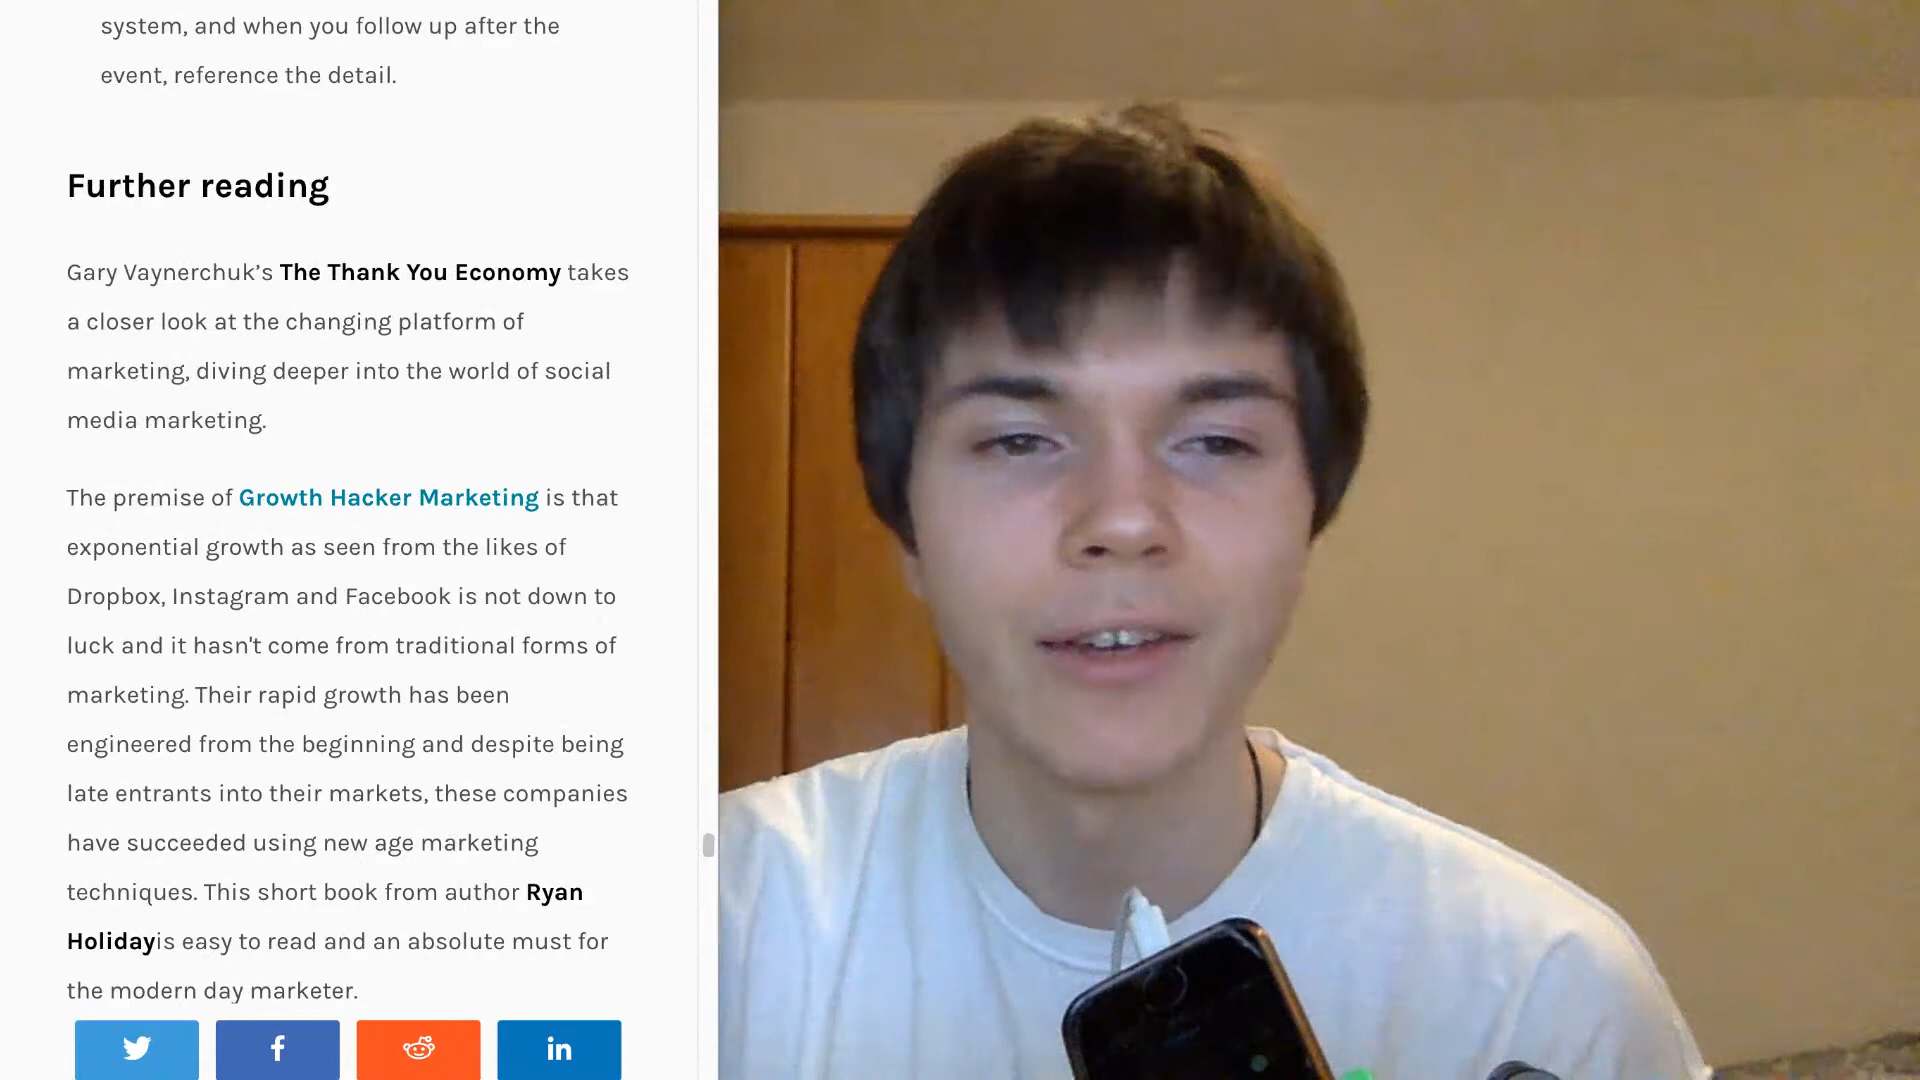 system, and when you follow up after the
event, reference the detail.
Further reading
Gary Vaynerchuk’s The Thank You Economy takes
a closer look at the changing platform of
marketing, diving deeper into the world of social
media marketing.
The premise of Growth Hacker Marketing is that
exponential growth as seen from the likes of
Dropbox, Instagram and Facebook is not down to
luck and it hasn't come from traditional forms of
marketing. Their rapid growth has been
engineered from the beginning and despite being
late entrants into their markets, these companies
have succeeded using new age marketing
techniques. This short book from author Ryan
Holidayis easy to read and an absolute must for
the modern day marketer.